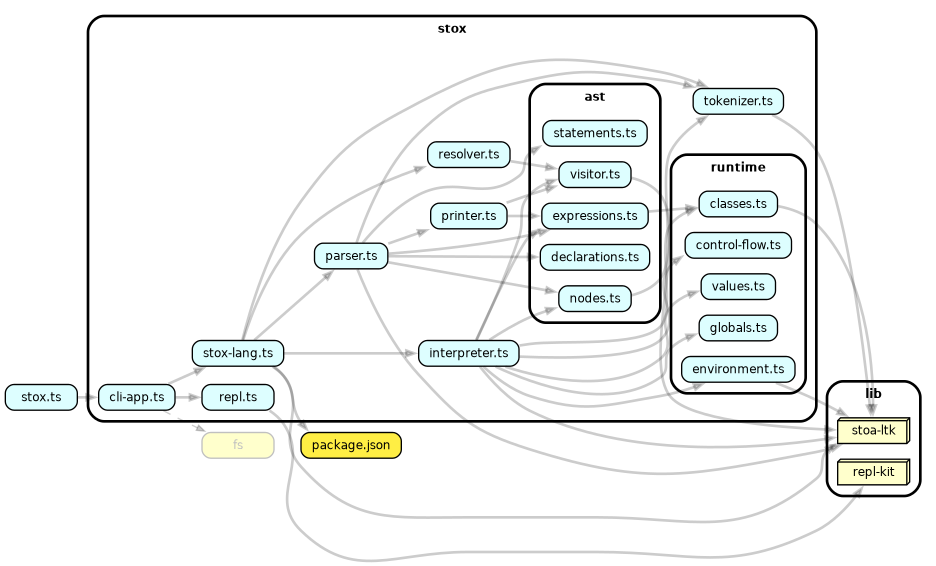 stox
ast
tokenizer.ts
statements.ts
resolver.ts
visitor.ts
runtime
printer.ts
expressions.ts
classes.ts
parser.ts
declarations.ts
control-flow.ts
nodes.ts
values.ts
globals.ts
stox-lang.ts
interpreter.ts
environment.ts
stox.ts
cli-app.ts
repl.ts
lib
fs
package.json
stoa-ltk
repl-kit